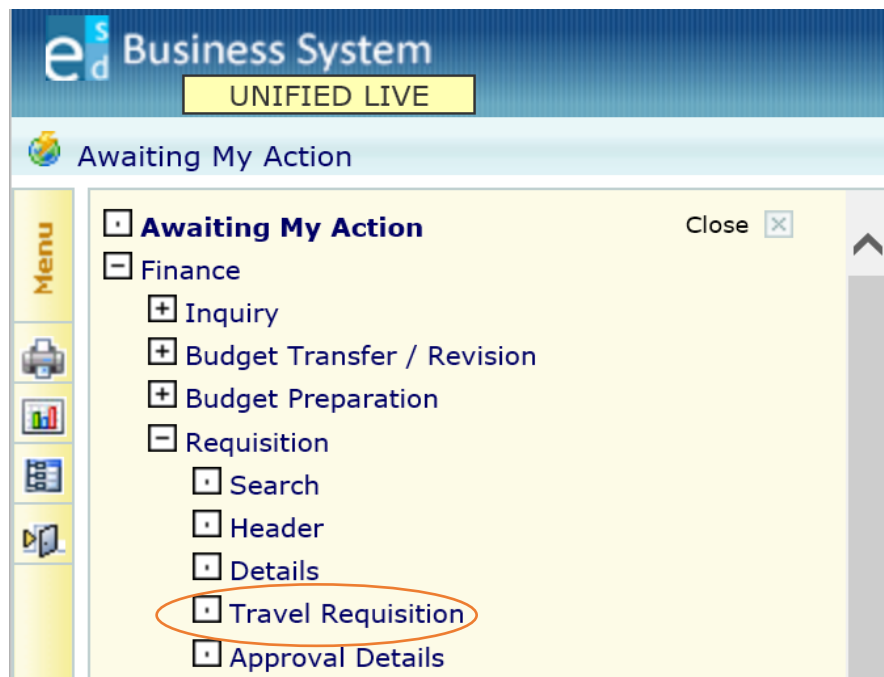 esd Business System
UNIFIED LIVE
Awaiting My Action
Menu
Awaiting My Action Close
Finance
Inquiry
Budget Transfer / Revision
Budget Preparation
Requisition
Search
Header
Details
Travel Requisition
Approval Details